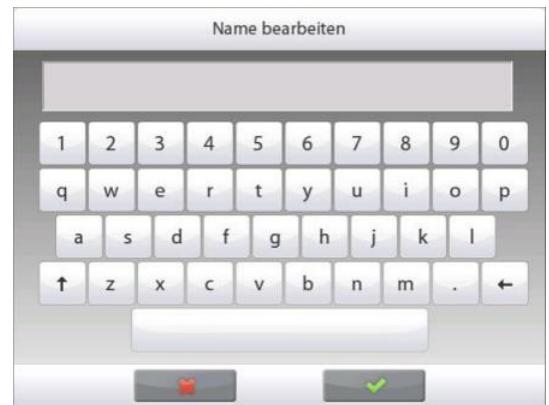 Name bearbeiten
1 2 3 4 5 6 7 8 9 0
q w e r t y u i o p
a s d f g h j k l
↑ z x c v b n m . ←